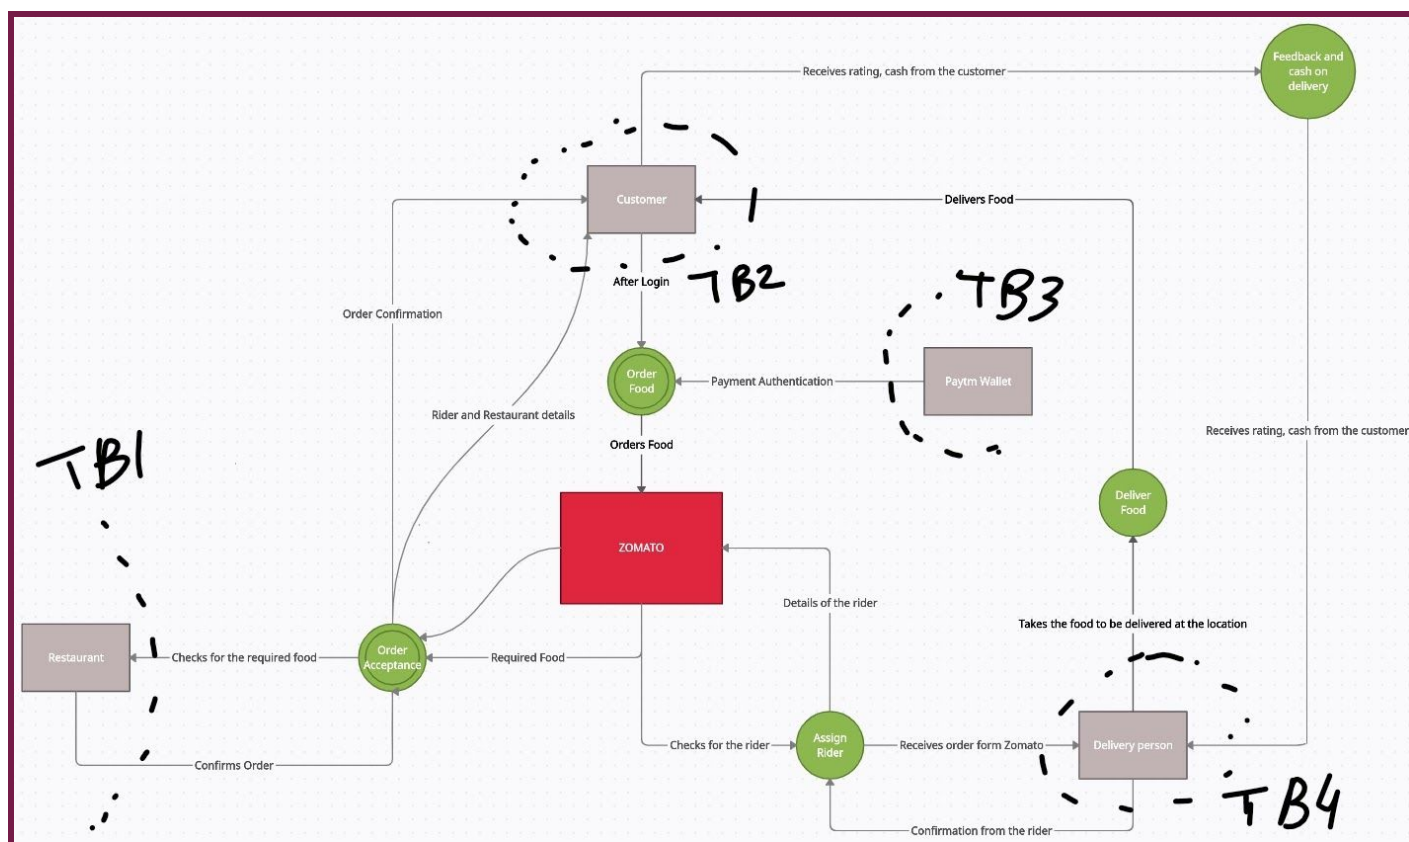 Receives rating, cash from the customer
Feedback and
cash on
delivery
Customer
Delivers Food
After Login
TB2
TB3
Order Confirmation
Order
Food
Payment Authentication
Paytm Wallet
Rider and Restaurant details
Receives rating, cash from the customer
Orders Food
TB1
Deliver
Food
ZOMATO
Details of the rider
Takes the food to be delivered at the location
Restaurant
Checks for the required food
Order
Acceptance
Required Food
Checks for the rider
Assign
Rider
Receives order form Zomato
Delivery person
Confirms Order
TB4
Confirmation from the rider